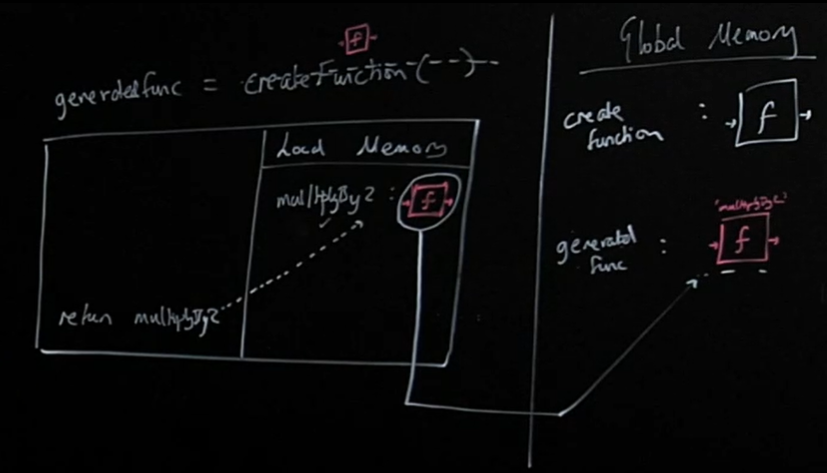 f
generatedfunc = createFunction(--)--
Local Memory
multiplyBy2 : f
return multiplyBy2
Global Memory
create : f
function
'multiplyBy2'
generated : f
func